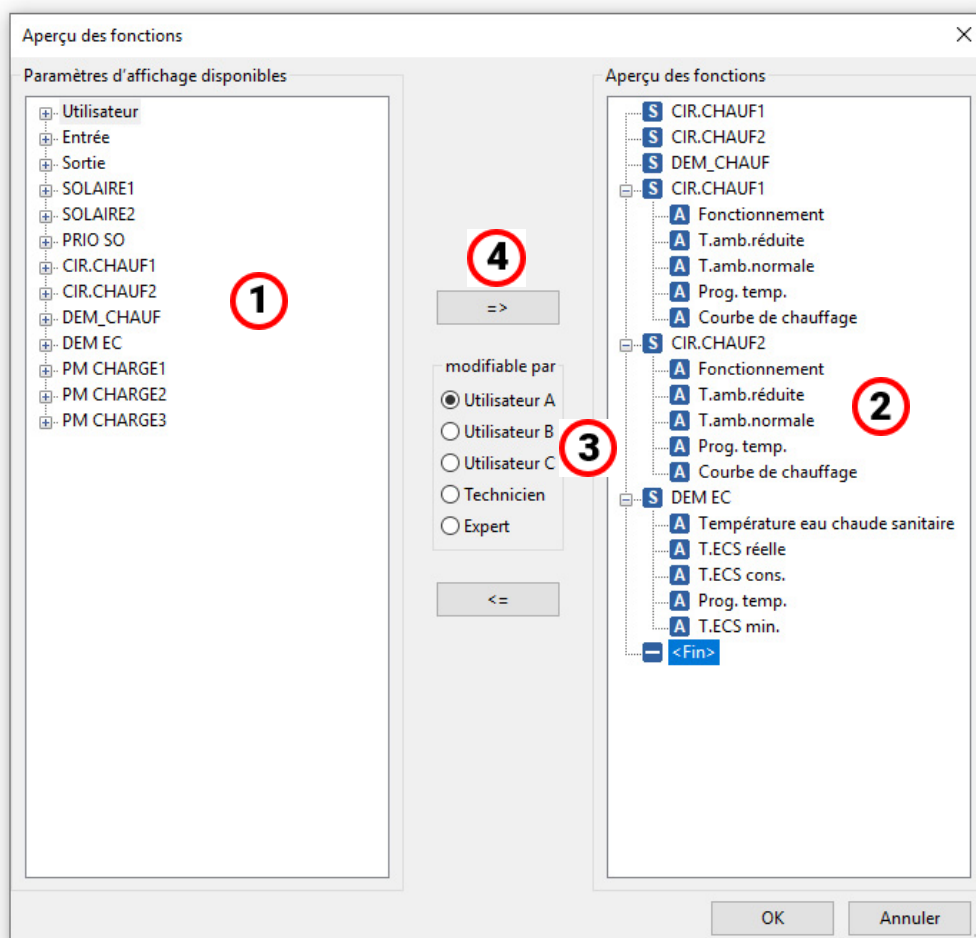 Aperçu des fonctions
Paramètres d'affichage disponibles
Utilisateur
Entrée
Sortie
SOLAIRE1
SOLAIRE2
PRIO SO
CIR.CHAUF1
CIR.CHAUF2
DEM_CHAUF
DEM EC
PM CHARGE1
PM CHARGE2
PM CHARGE3
1
4
=>
modifiable par
Utilisateur A
Utilisateur B
Utilisateur C
Technicien
Expert
3
<=
Aperçu des fonctions
S CIR.CHAUF1
S CIR.CHAUF2
S DEM_CHAUF
S CIR.CHAUF1
A Fonctionnement
A T.amb.réduite
A T.amb.normale
A Prog. temp.
A Courbe de chauffage
S CIR.CHAUF2
A Fonctionnement
A T.amb.réduite
A T.amb.normale
A Prog. temp.
A Courbe de chauffage
2
S DEM EC
A Température eau chaude sanitaire
A T.ECS réelle
A T.ECS cons.
A Prog. temp.
A T.ECS min.
<Fin>
OK
Annuler